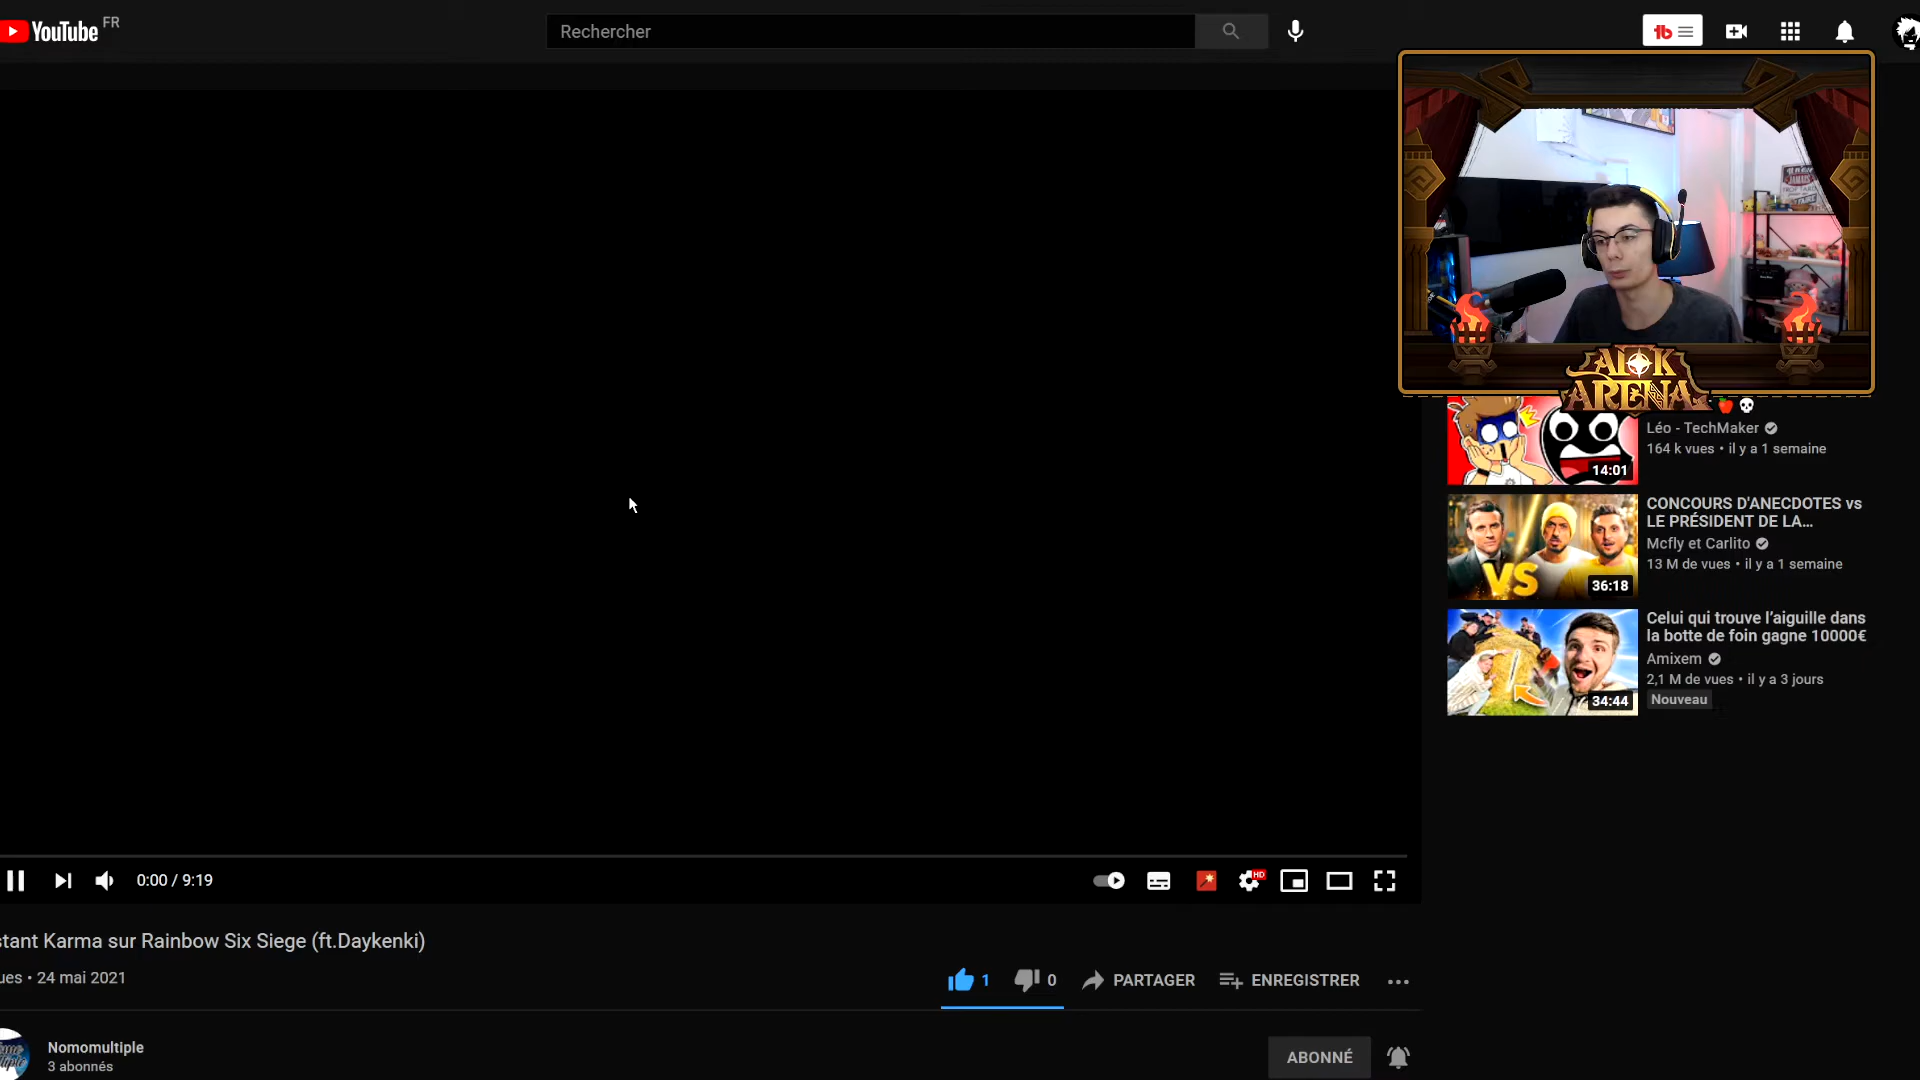 YouTube FR
Rechercher
JAMAIS
AFK
ARENA
14:01
Léo - TechMaker
164 k vues • il y a 1 semaine
CONCOURS D'ANECDOTES vs
LE PRÉSIDENT DE LA...
Mcfly et Carlito
13 M de vues • il y a 1 semaine
VS
36:18
Celui qui trouve l'aiguille dans
la botte de foin gagne 10000€
Amixem
2,1 M de vues • il y a 3 jours
Nouveau
34:44
0:00 / 9:19
HD
stant Karma sur Rainbow Six Siege (ft.Daykenki)
ues • 24 mai 2021
1
0
PARTAGER
ENREGISTRER
Nomomultiple
3 abonnés
ABONNÉ